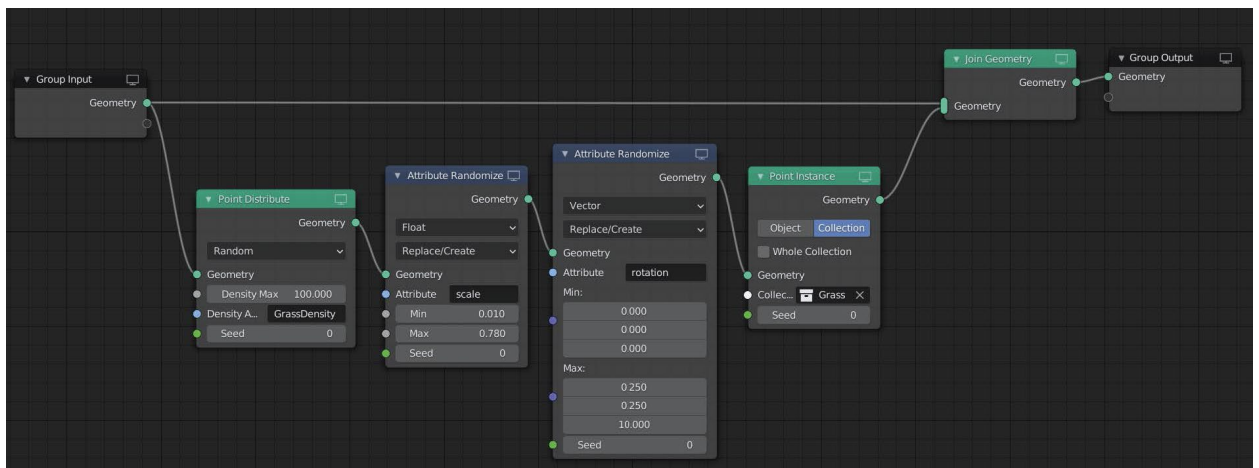 Group Input
Geometry
Point Distribute
Geometry
Random
Geometry
Density Max 100.000
Density A... GrassDensity
Seed 0
Attribute Randomize
Geometry
Float
Replace/Create
Geometry
Attribute scale
Min 0.010
Max 0.780
Seed 0
Attribute Randomize
Geometry
Vector
Replace/Create
Geometry
Attribute rotation
Min:
0.000
0.000
0.000
Max:
0.250
0.250
10.000
Seed 0
Point Instance
Geometry
Object Collection
Whole Collection
Geometry
Collec... Grass
Seed 0
Join Geometry
Geometry
Geometry
Group Output
Geometry